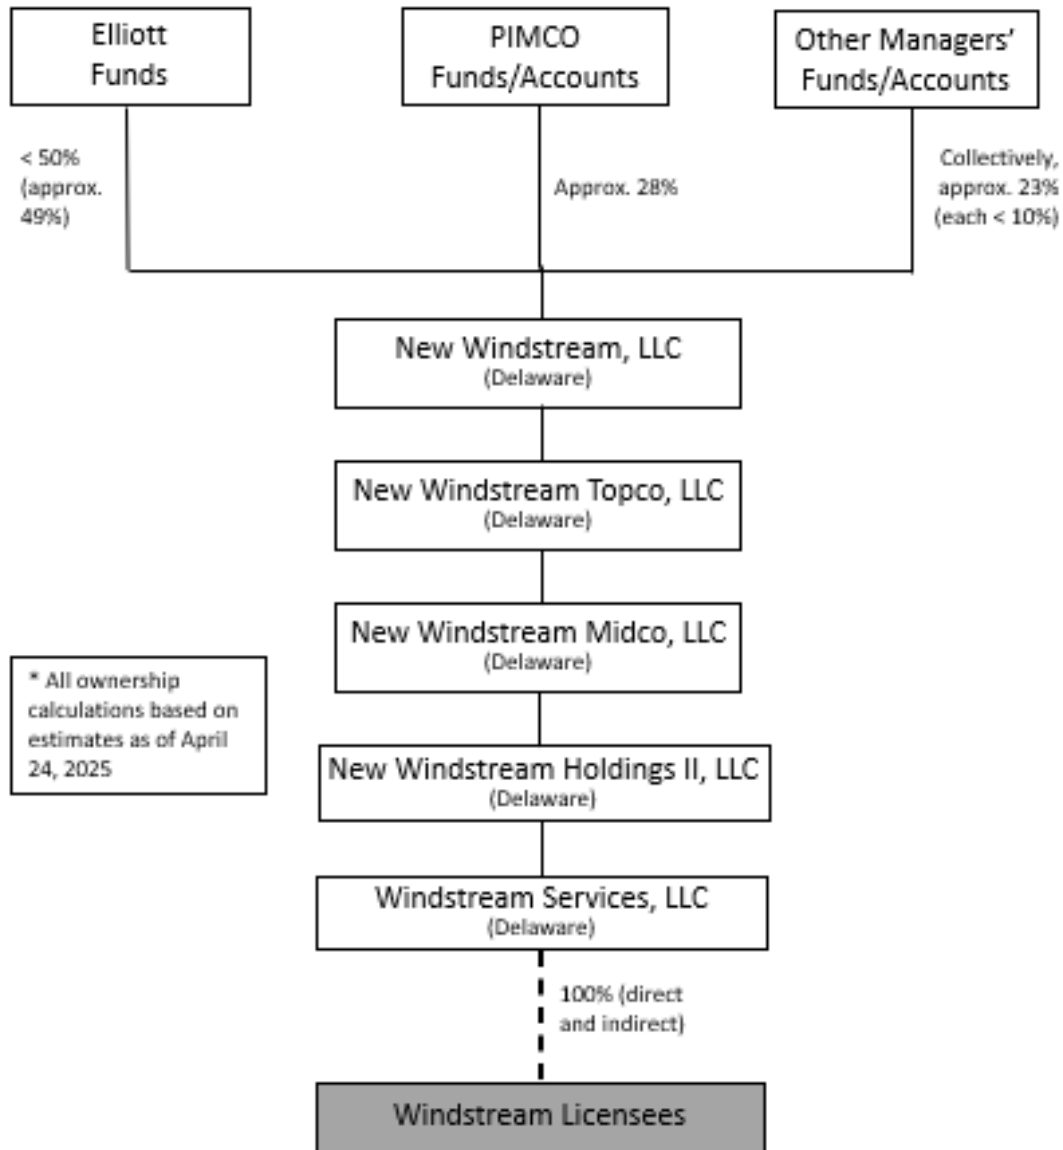 Elliott
Funds
PIMCO
Funds/Accounts
Other Managers'
Funds/Accounts
< 50%
(approx.
49%)
Approx. 28%
Collectively,
approx. 23%
(each < 10%)
New Windstream, LLC
(Delaware)
New Windstream Topco, LLC
(Delaware)
New Windstream Midco, LLC
(Delaware)
* All ownership
calculations based on
estimates as of April
24, 2025
New Windstream Holdings II, LLC
(Delaware)
Windstream Services, LLC
(Delaware)
100% (direct
and indirect)
Windstream Licensees